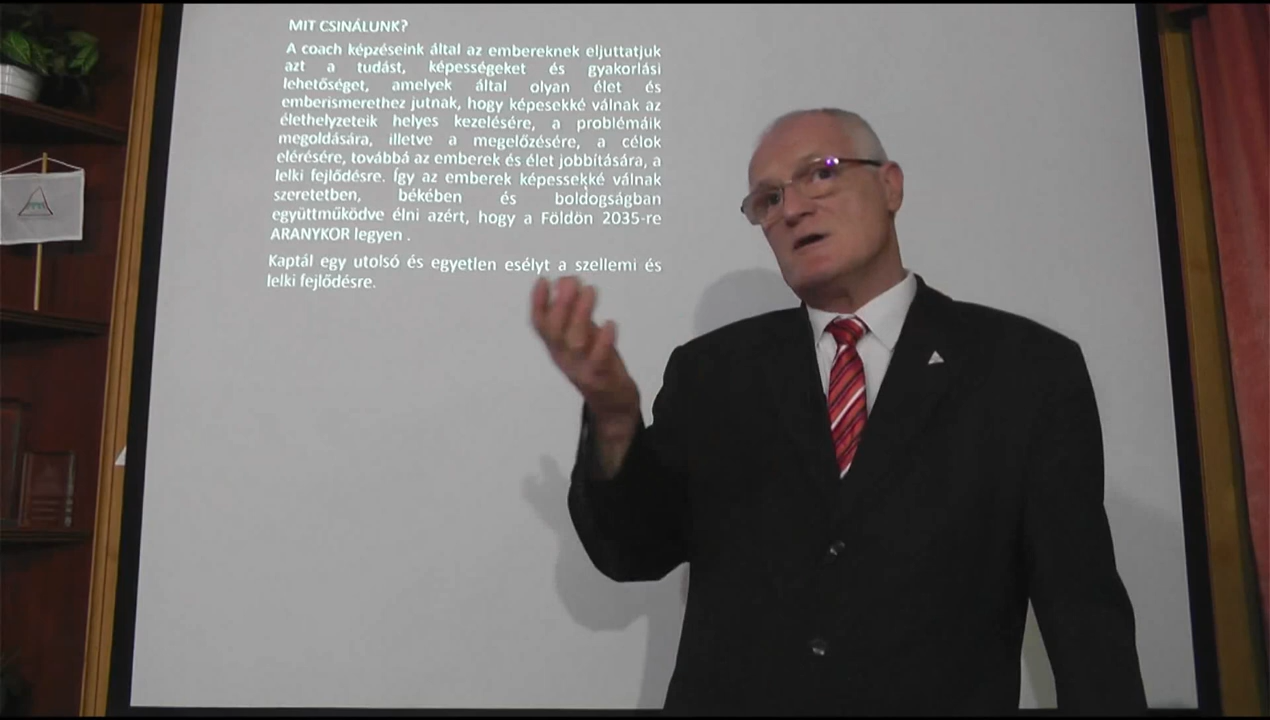 MIT CSINÁLUNK?
A coach képzéseink által az embereknek eljuttatjuk
azt a tudást, képességeket és gyakorlási
lehetőséget, amelyek által olyan élet és
emberismerethez jutnak, hogy képesekké válnak az
élethelyzeteik helyes kezelésére, a problémáik
megoldására, illetve a megelőzésére, a célok
elérésére, továbbá az emberek és élet jobbítására, a
lelki fejlődésre. Így az emberek képessekké válnak
szeretetben, békében és boldogságban
együttműködve élni azért, hogy a Földön 2035-re
ARANYKOR legyen .
Kaptál egy utolsó és egyetlen esélyt a szellemi és
lelki fejlődésre.